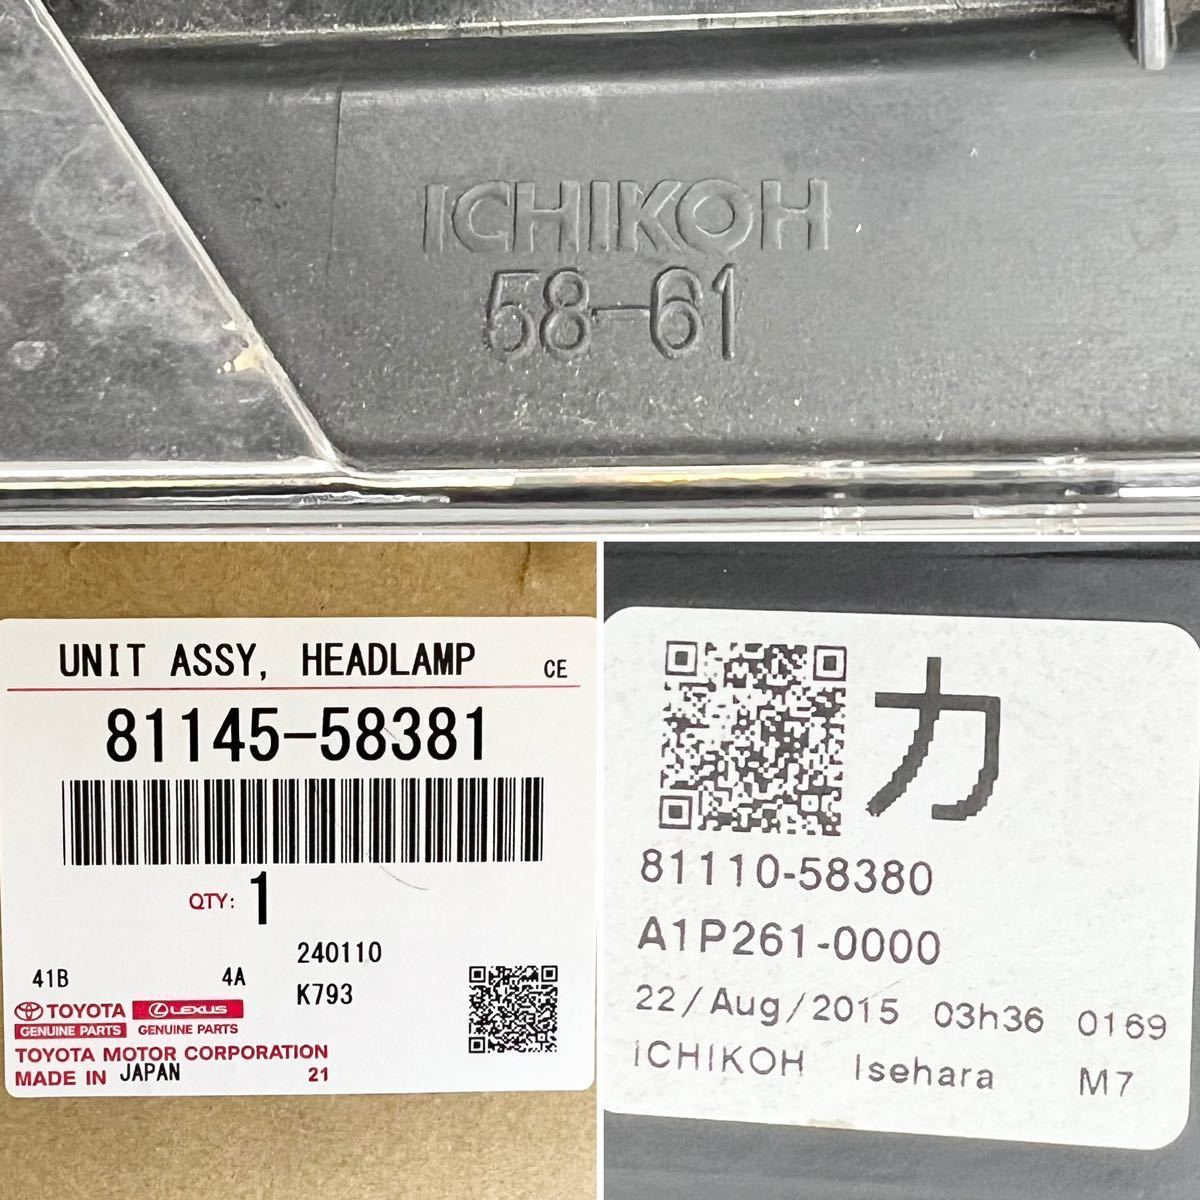 ICHIKOH
58-61
UNIT ASSY, HEADLAMP CE
81145-58381
QTY: 1
240110
41B 4A K793
TOYOTA LEXUS
GENUINE PARTS GENUINE PARTS
TOYOTA MOTOR CORPORATION
MADE IN JAPAN 21
カ
81110-58380
A1P261-0000
22/Aug/2015 03h36 0169
ICHIKOH Isehara M7